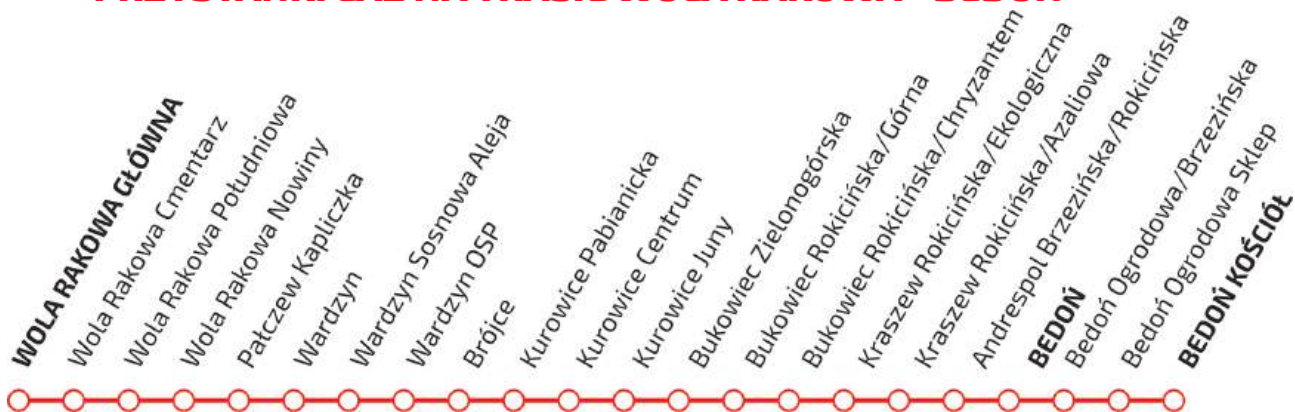 WOLA RAKOWA GŁÓWNA
Wola Rakowa Cmentarz
Wola Rakowa Południowa
Wola Rakowa Nowiny
Pałczew Kapliczka
Wardzyn
Wardzyn Sosnowa Aleja
Wardzyn OSP
Brójce
Kurowice Pabianicka
Kurowice Centrum
Kurowice Juny
Bukowiec Zielonogórska
Bukowiec Rokicińska/Górna
Bukowiec Rokicińska/Chryzantem
Kraszew Rokicińska/Ekologiczna
Kraszew Rokicińska/Azaliowa
Andrespol Brzezińska/Rokicińska
BEDOŃ
Bedoń Ogrodowa/Brzezińska
Bedoń Ogrodowa Sklep
BEDOŃ KOŚCIÓŁ